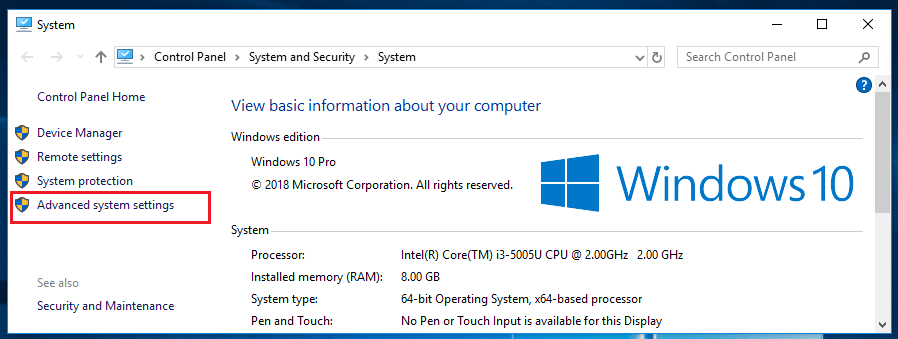 System
Control Panel > System and Security > System
Search Control Panel
Control Panel Home
Device Manager
Remote settings
System protection
Advanced system settings
See also
Security and Maintenance
?
View basic information about your computer
Windows edition
Windows 10 Pro
© 2018 Microsoft Corporation. All rights reserved.
Windows 10
System
Processor: Intel(R) Core(TM) i3-5005U CPU @ 2.00GHz 2.00 GHz
Installed memory (RAM): 8.00 GB
System type: 64-bit Operating System, x64-based processor
Pen and Touch: No Pen or Touch Input is available for this Display